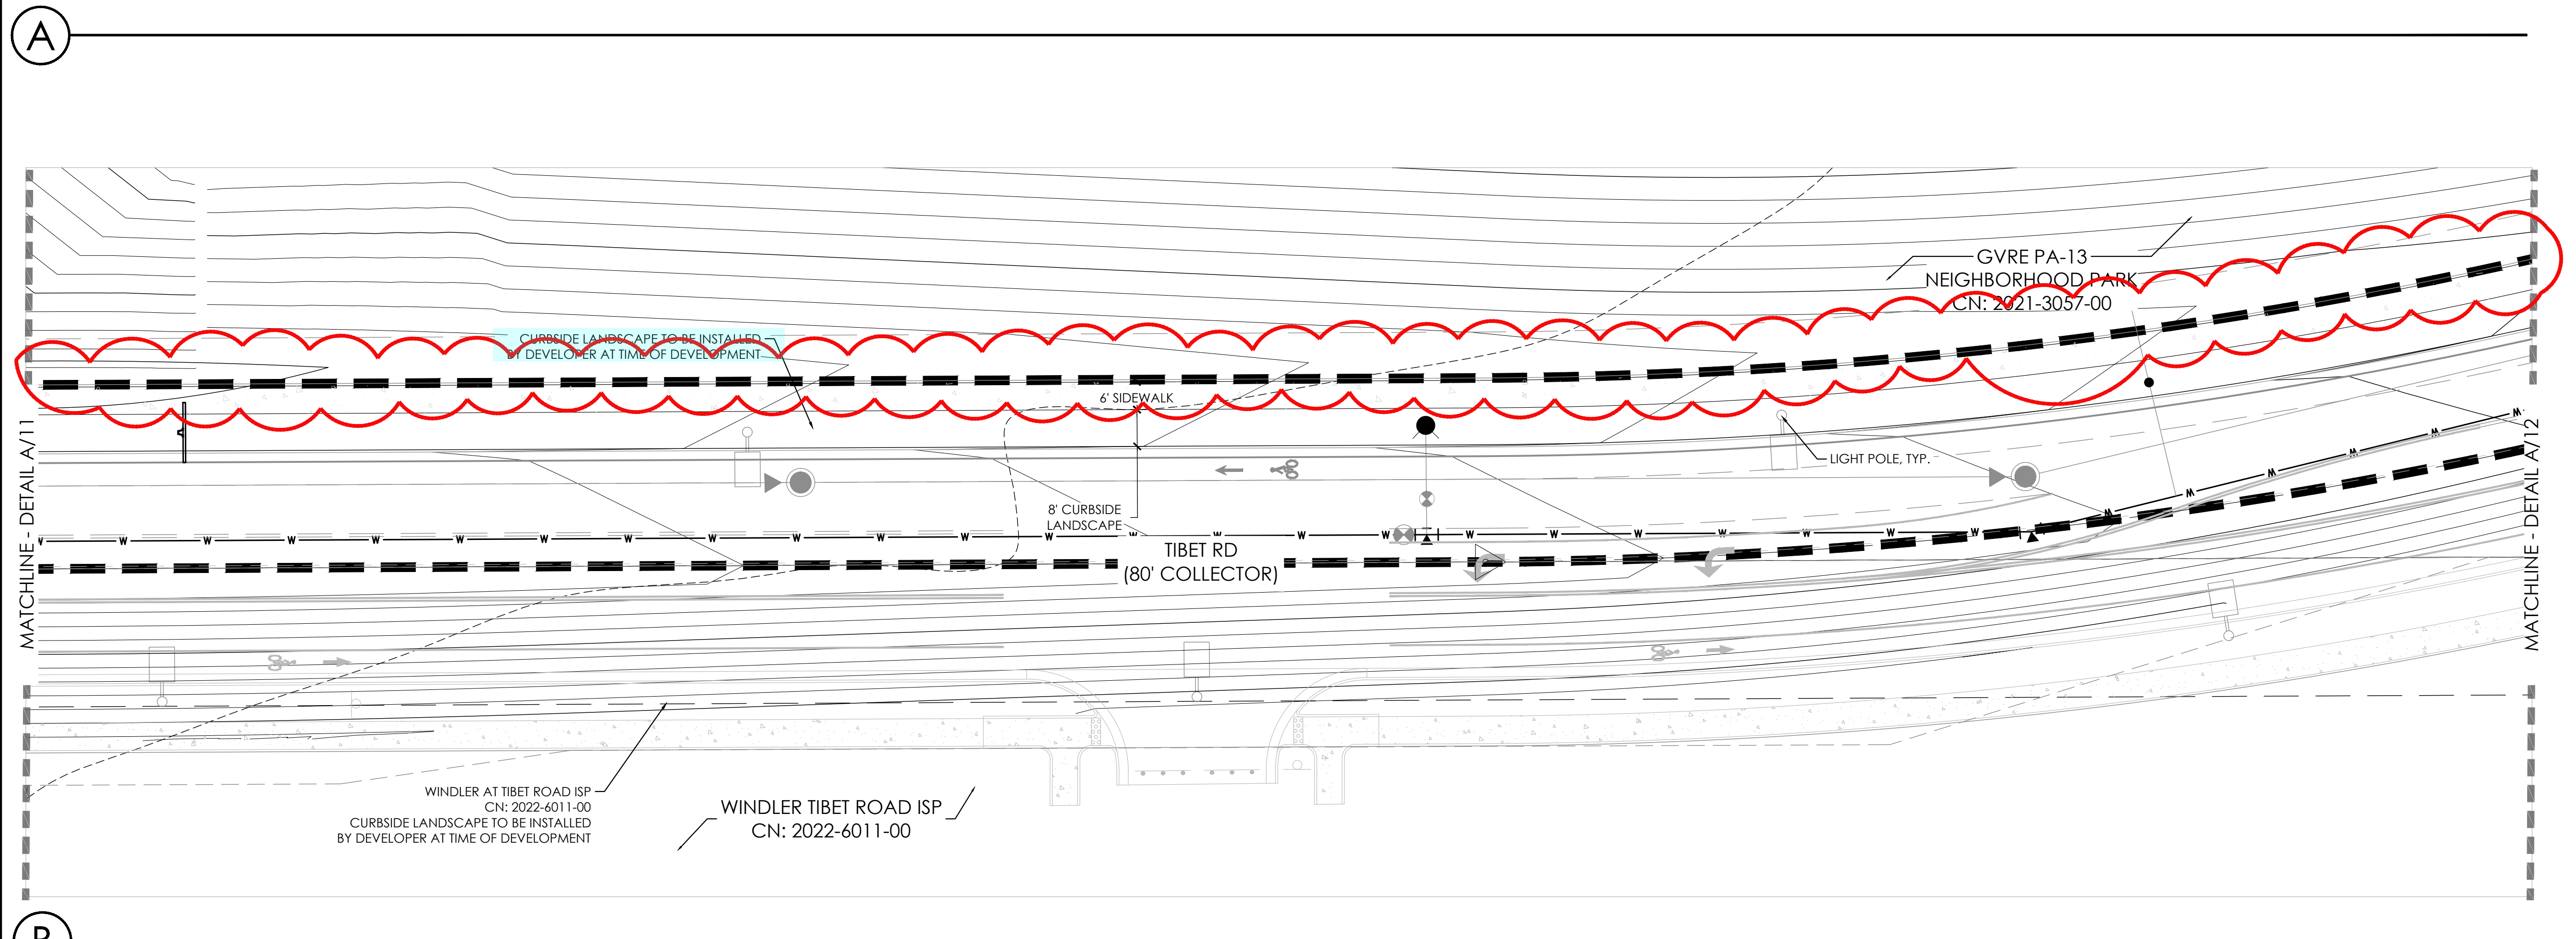 A
GVRE PA-13
NEIGHBORHOOD PARK
CN: 2021-3057-00
CURBSIDE LANDSCAPE TO BE INSTALLED
BY DEVELOPER AT TIME OF DEVELOPMENT
6' SIDEWALK
LIGHT POLE, TYP.
8' CURBSIDE
LANDSCAPE
W W W W W W W W W W W W W W W W W W W W W W W W W W W W W W
TIBET RD
(80' COLLECTOR)
MATCHLINE - DETAIL A/11
MATCHLINE - DETAIL A/12
WINDLER AT TIBET ROAD ISP
CN: 2022-6011-00
CURBSIDE LANDSCAPE TO BE INSTALLED
BY DEVELOPER AT TIME OF DEVELOPMENT
WINDLER TIBET ROAD ISP
CN: 2022-6011-00
B